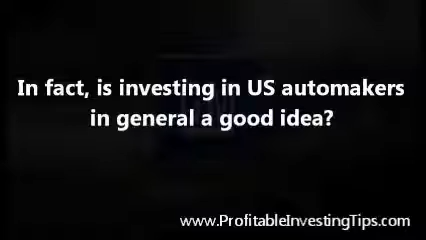 In fact, is investing in US automakers
in general a good idea?
www.ProfitableInvestingTips.com